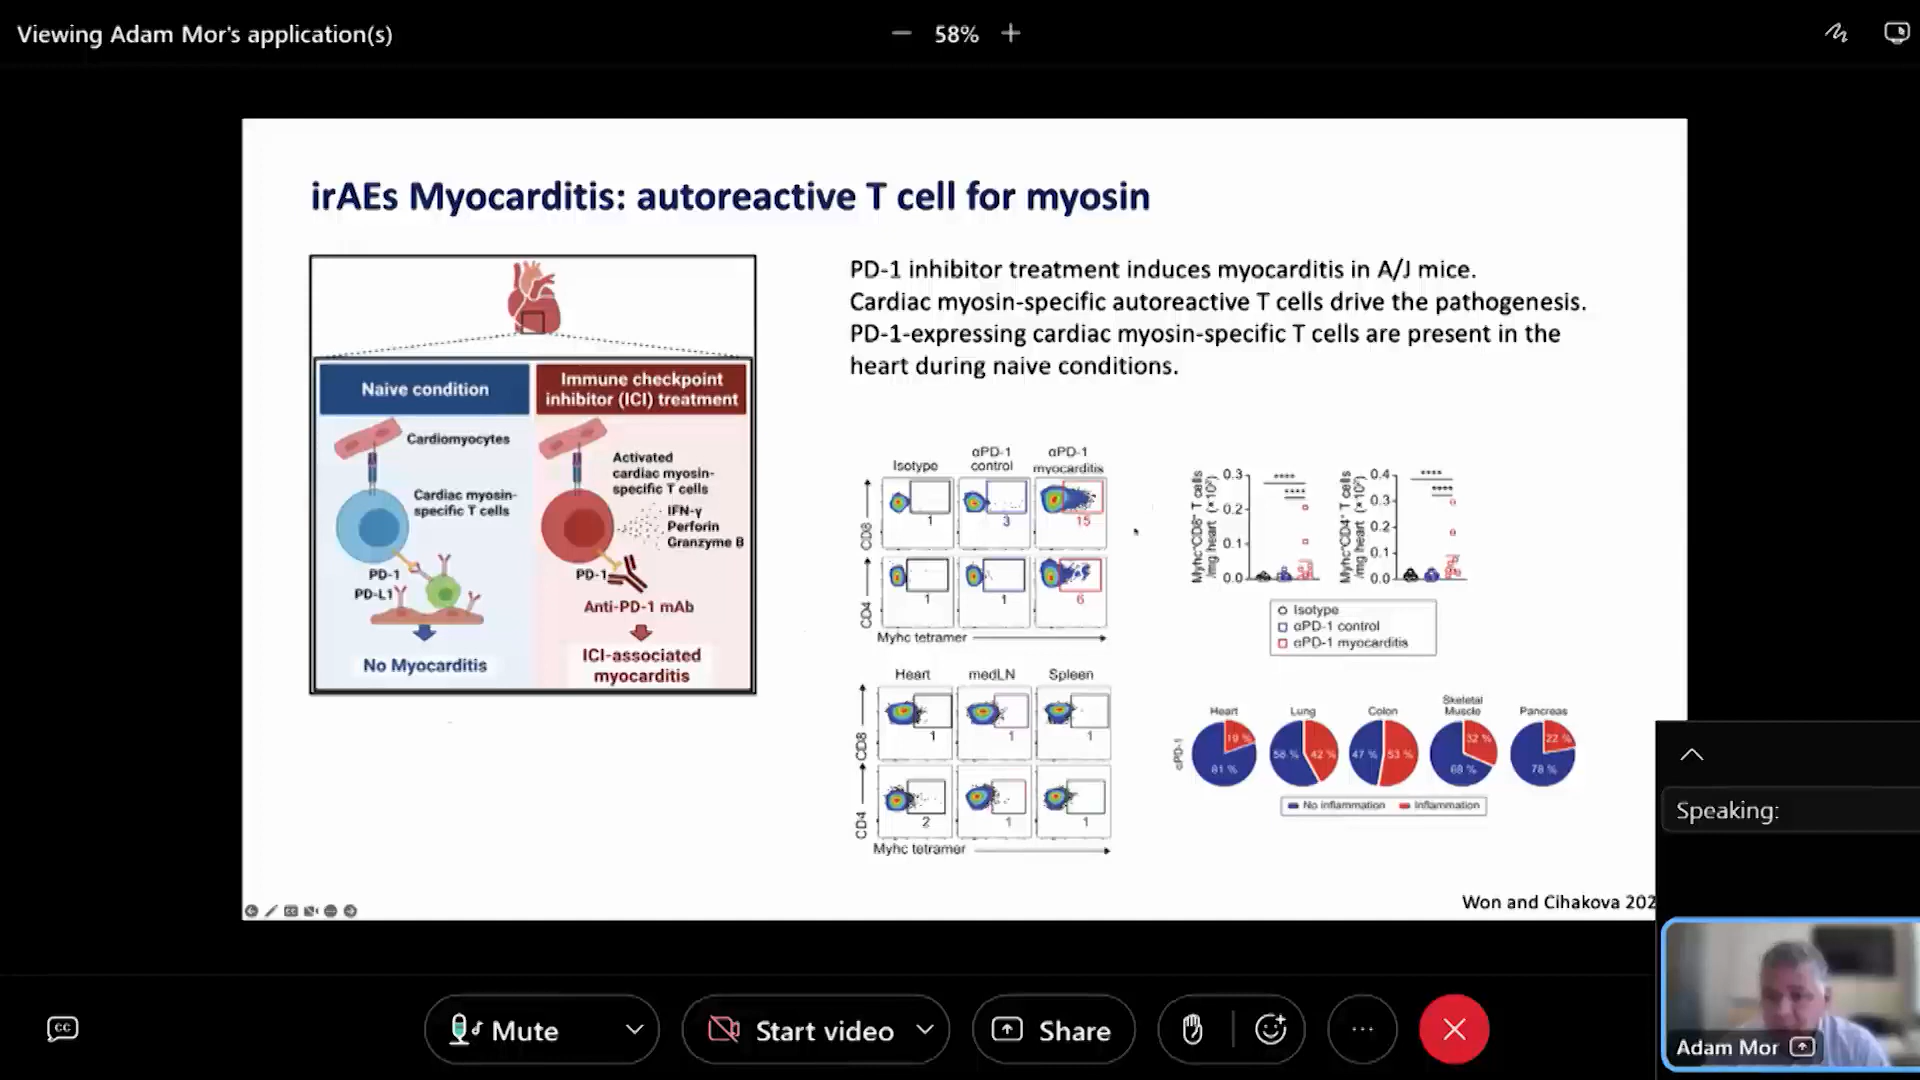 Viewing Adam Mor's application(s)
58%
irAEs Myocarditis: autoreactive T cell for myosin
Naive condition
Cardiomyocytes
Cardiac myosin-
specific T cells
PD-1
PD-L1
No Myocarditis
Immune checkpoint
inhibitor (ICI) treatment
Activated
cardiac myosin-
specific T cells
IFN-γ
Perforin
Granzyme B
PD-1
Anti-PD-1 mAb
ICI-associated
myocarditis
PD-1 inhibitor treatment induces myocarditis in A/J mice.
Cardiac myosin-specific autoreactive T cells drive the pathogenesis.
PD-1-expressing cardiac myosin-specific T cells are present in the
heart during naive conditions.
Isotype
αPD-1
control
αPD-1
myocarditis
CD8
1
3
15
CD4
1
1
6
Myhc tetramer
Heart
medLN
Spleen
CD8
1
1
1
CD4
2
1
1
Myhc tetramer
Myhc⁺CD8⁺ T cells
/mg heart (×10²)
0.3
0.2
0.1
0.0
****
****
Myhc⁺CD4⁺ T cells
/mg heart (×10²)
0.4
0.3
0.2
0.1
0.0
****
****
Isotype
αPD-1 control
αPD-1 myocarditis
αPD-1
Heart
19 %
81 %
Lung
58 %
42 %
Colon
47 %
53 %
Skeletal
Muscle
32 %
68 %
Pancreas
22 %
78 %
No inflammation
Inflammation
Won and Cihakova 202
Speaking:
Adam Mor
CC
Mute
Start video
Share